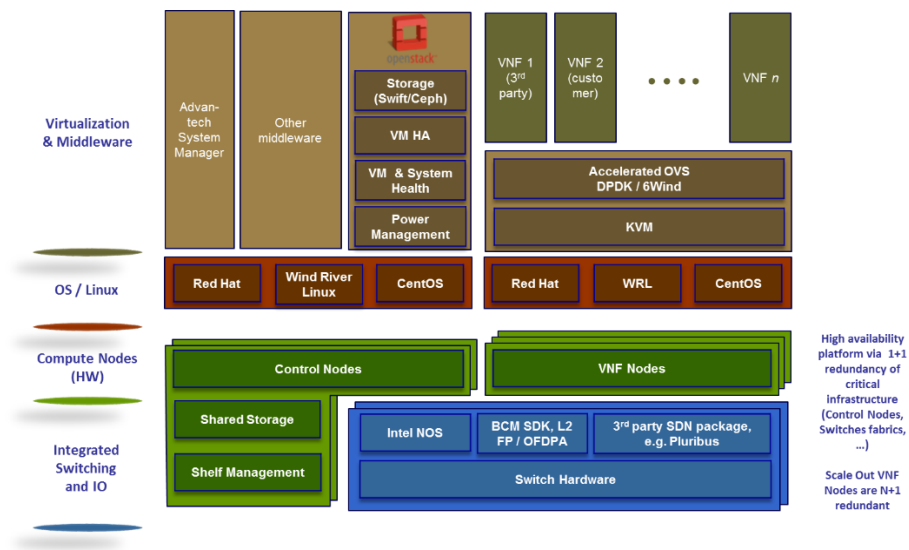 Virtualization
& Middleware
Advan-
tech
System
Manager
Other
middleware
openstack™
Storage
(Swift/Ceph)
VM HA
VM & System
Health
Power
Management
VNF 1
(3rd
party)
VNF 2
(custo
mer)
• • • •
VNF n
Accelerated OVS
DPDK / 6Wind
KVM
OS / Linux
Red Hat
Wind River
Linux
CentOS
Red Hat
WRL
CentOS
Compute Nodes
(HW)
Control Nodes
VNF Nodes
Integrated
Switching
and IO
Shared Storage
Shelf Management
Intel NOS
BCM SDK, L2
FP / OFDPA
3rd party SDN package,
e.g. Pluribus
Switch Hardware
High availability
platform via 1+1
redundancy of
critical
infrastructure
(Control Nodes,
Switches fabrics,
…)
Scale Out VNF
Nodes are N+1
redundant